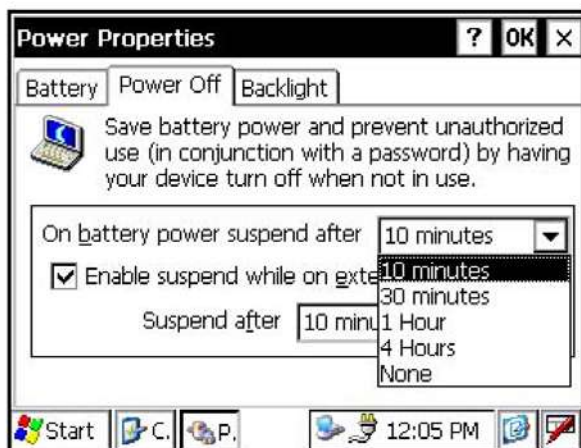 Power Properties ? OK ×
Battery Power Off Backlight
Save battery power and prevent unauthorized
use (in conjunction with a password) by having
your device turn off when not in use.
On battery power suspend after 10 minutes
Enable suspend while on exte
10 minutes
30 minutes
Suspend after 10 minu
1 Hour
4 Hours
None
Start C. P. 12:05 PM